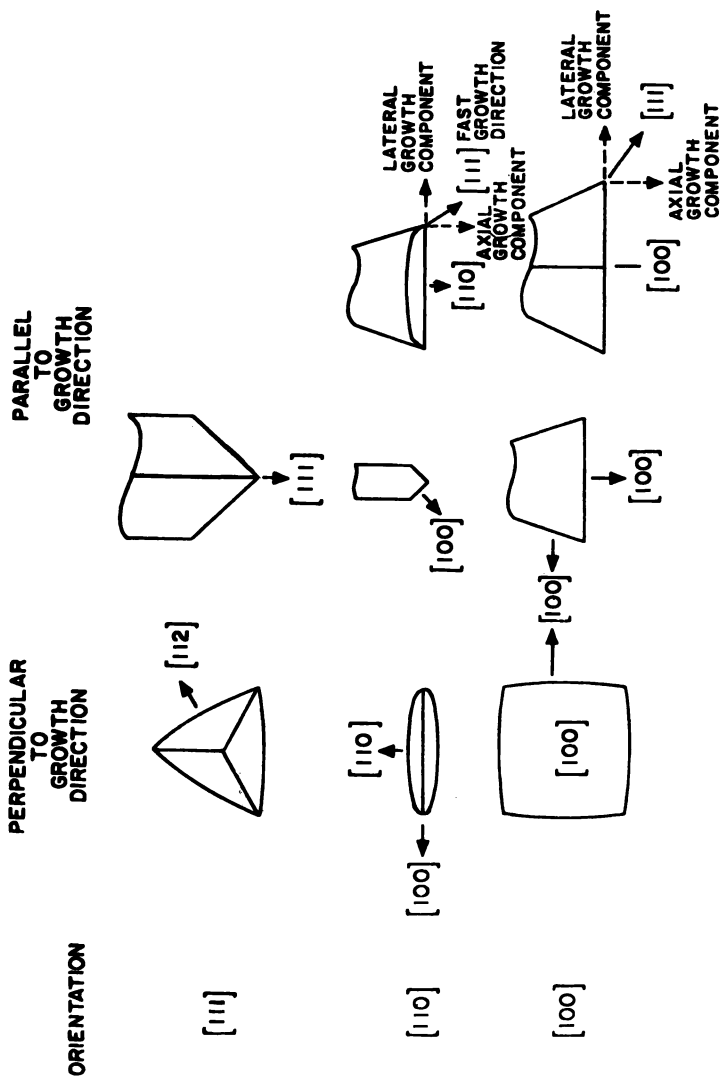 ORIENTATION
PERPENDICULAR
TO
GROWTH
DIRECTION
PARALLEL
TO
GROWTH
DIRECTION
[111]
[112]
[111]
[110]
[100]
[110]
[100]
[110]
LATERAL
GROWTH
COMPONENT
[111] FAST
GROWTH
DIRECTION
AXIAL
GROWTH
COMPONENT
[100]
[100]
[100]
[100]
[100]
LATERAL
GROWTH
COMPONENT
[111]
AXIAL
GROWTH
COMPONENT